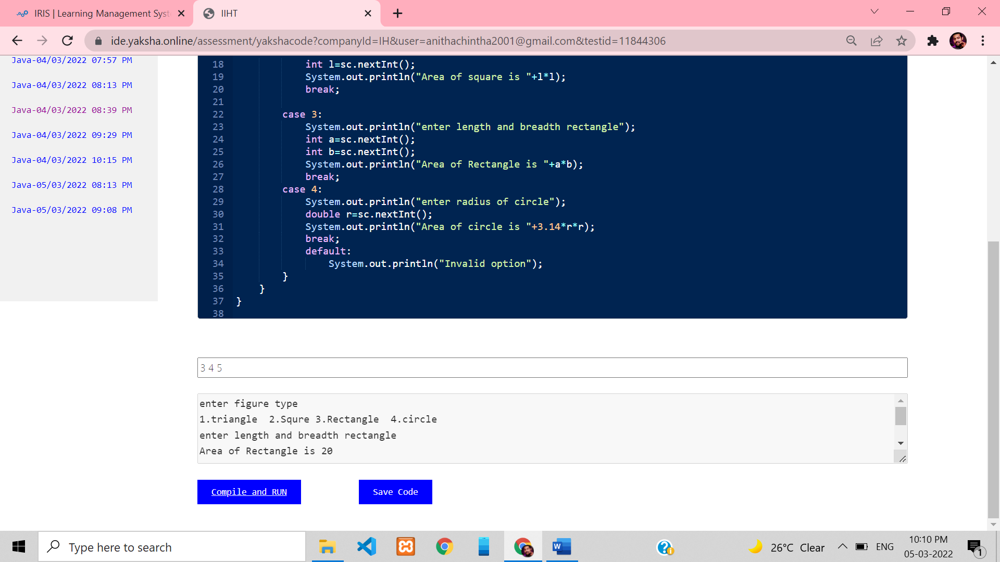 IRIS | Learning Management Syst
IIHT
ide.yaksha.online/assessment/yakshacode?companyId=IH&user=anithachintha2001@gmail.com&testid=11844306
Java-04/03/2022 07:57 PM
Java-04/03/2022 08:13 PM
Java-04/03/2022 08:39 PM
Java-04/03/2022 09:29 PM
Java-04/03/2022 10:15 PM
Java-05/03/2022 08:13 PM
Java-05/03/2022 09:08 PM
18 int l=sc.nextInt();
19 System.out.println("Area of square is "+l*l);
20 break;
21
22 case 3:
23 System.out.println("enter length and breadth rectangle");
24 int a=sc.nextInt();
25 int b=sc.nextInt();
26 System.out.println("Area of Rectangle is "+a*b);
27 break;
28 case 4:
29 System.out.println("enter radius of circle");
30 double r=sc.nextInt();
31 System.out.println("Area of circle is "+3.14*r*r);
32 break;
33 default:
34 System.out.println("Invalid option");
35 }
36 }
37 }
38
3 4 5
enter figure type
1.triangle  2.Squre 3.Rectangle  4.circle
enter length and breadth rectangle
Area of Rectangle is 20
Compile and RUN
Save Code
Type here to search
26°C Clear
ENG
10:10 PM
05-03-2022
1